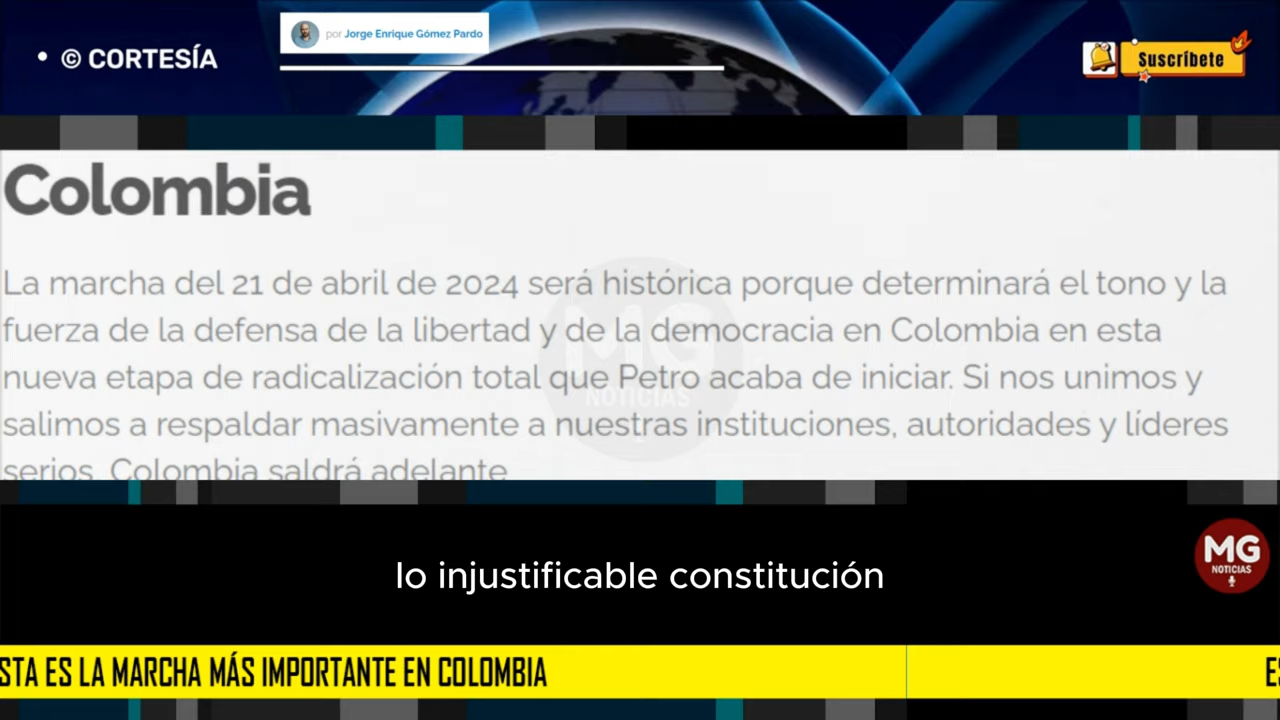 © CORTESÍA
por Jorge Enrique Gómez Pardo
Suscríbete
Colombia
La marcha del 21 de abril de 2024 será histórica porque determinará el tono y la
fuerza de la defensa de la libertad y de la democracia en Colombia en esta
nueva etapa de radicalización total que Petro acaba de iniciar. Si nos unimos y
salimos a respaldar masivamente a nuestras instituciones, autoridades y líderes
serios, Colombia saldrá adelante
MG
NOTICIAS
lo injustificable constitución
MG
NOTICIAS
STA ES LA MARCHA MÁS IMPORTANTE EN COLOMBIA